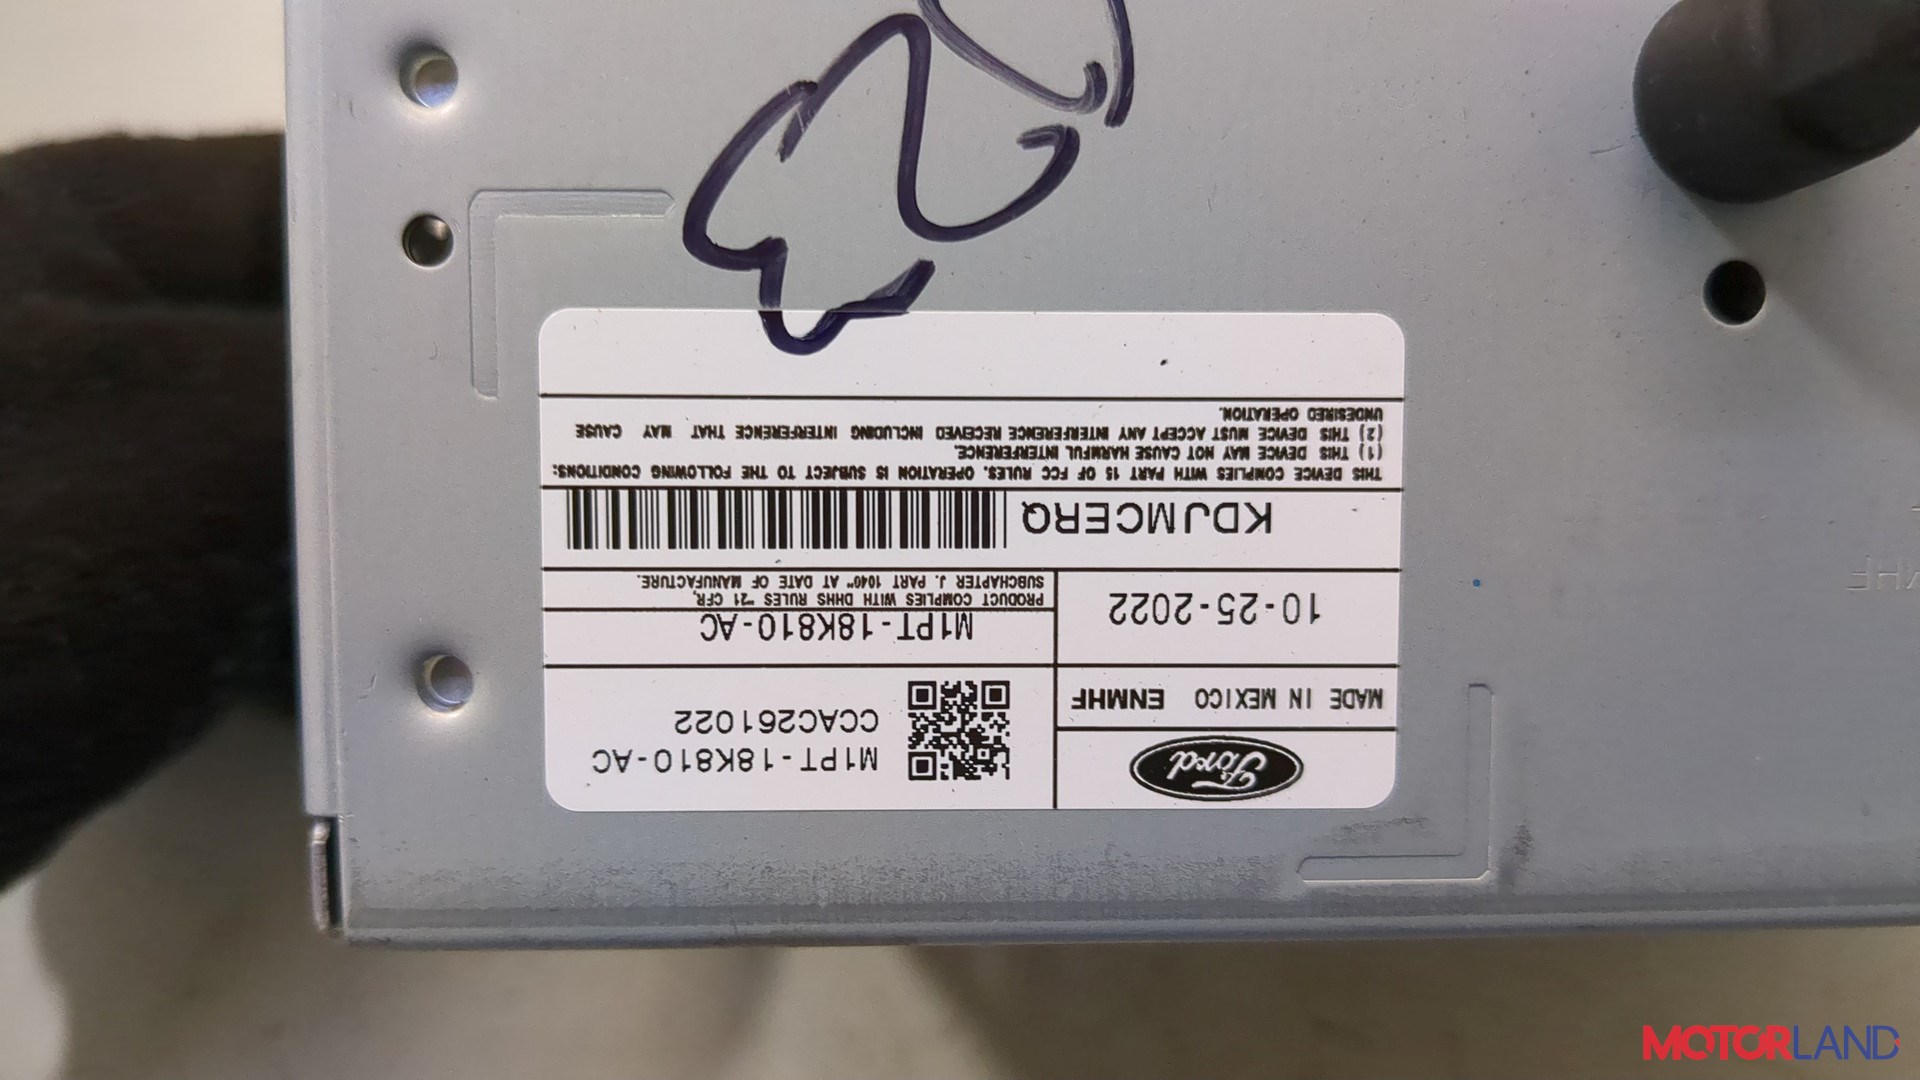 Ford
M1PT-18K810-AC
CCAC261022
MADE IN MEXICO ENMHF
M1PT-18K810-AC
10-25-2022
PRODUCT COMPLIES WITH DHHS RULES "21 CFR,
SUBCHAPTER J. PART 1040" AT DATE OF MANUFACTURE.
KDJMCERQ
THIS DEVICE COMPLIES WITH PART 15 OF FCC RULES. OPERATION IS SUBJECT TO THE FOLLOWING CONDITIONS:
(1) THIS DEVICE MAY NOT CAUSE HARMFUL INTERFERENCE.
(2) THIS DEVICE MUST ACCEPT ANY INTERFERENCE RECEIVED INCLUDING INTERFERENCE THAT MAY CAUSE
UNDESIRED OPERATION.
MOTORLAND